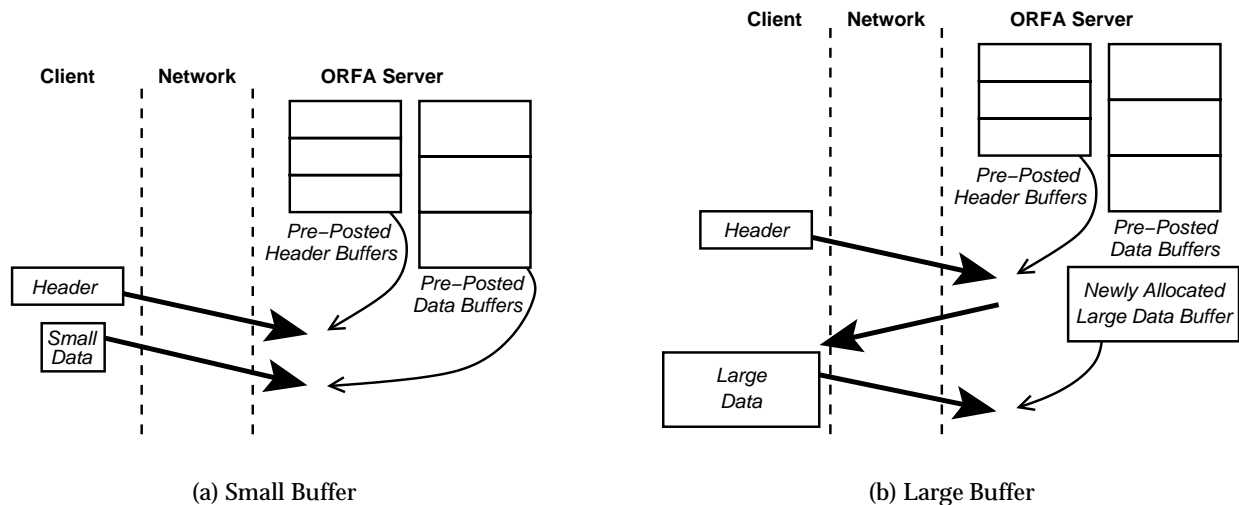 Client Network ORFA Server
Pre−Posted
Header Buffers
Pre−Posted
Data Buffers
Header
Small
Data
(a) Small Buffer
Client Network ORFA Server
Pre−Posted
Header Buffers
Pre−Posted
Data Buffers
Header
Newly Allocated
Large Data Buffer
Large
Data
(b) Large Buffer